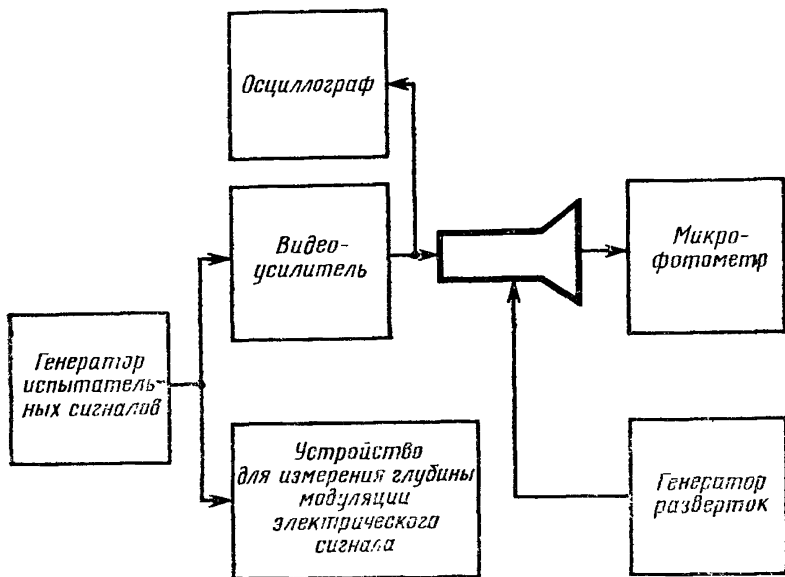 Осциллограф
Видео-
усилитель
Микро-
фотометр
Генератор
испытатель-
ных сигналов
Устройство
для измерения глубины
модуляции
электрического
сигнала
Генератор
разверток